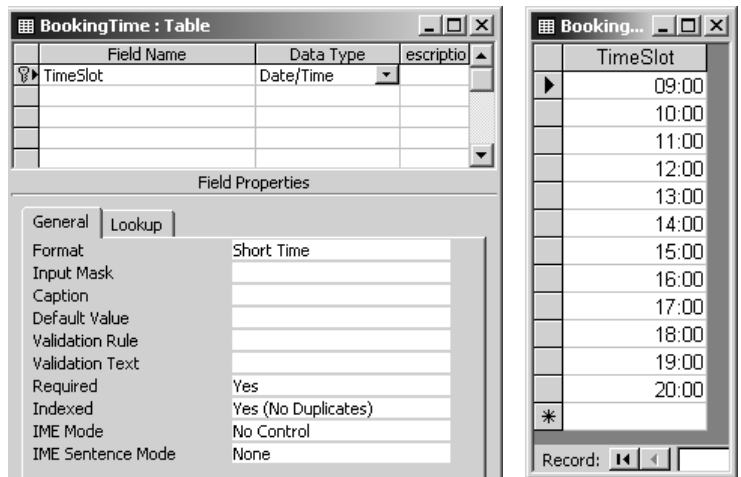 BookingTime : Table
Field Name Data Type escriptio
TimeSlot Date/Time
Field Properties
General Lookup
Format Short Time
Input Mask
Caption
Default Value
Validation Rule
Validation Text
Required Yes
Indexed Yes (No Duplicates)
IME Mode No Control
IME Sentence Mode None
Booking...
TimeSlot
09:00
10:00
11:00
12:00
13:00
14:00
15:00
16:00
17:00
18:00
19:00
20:00
Record: